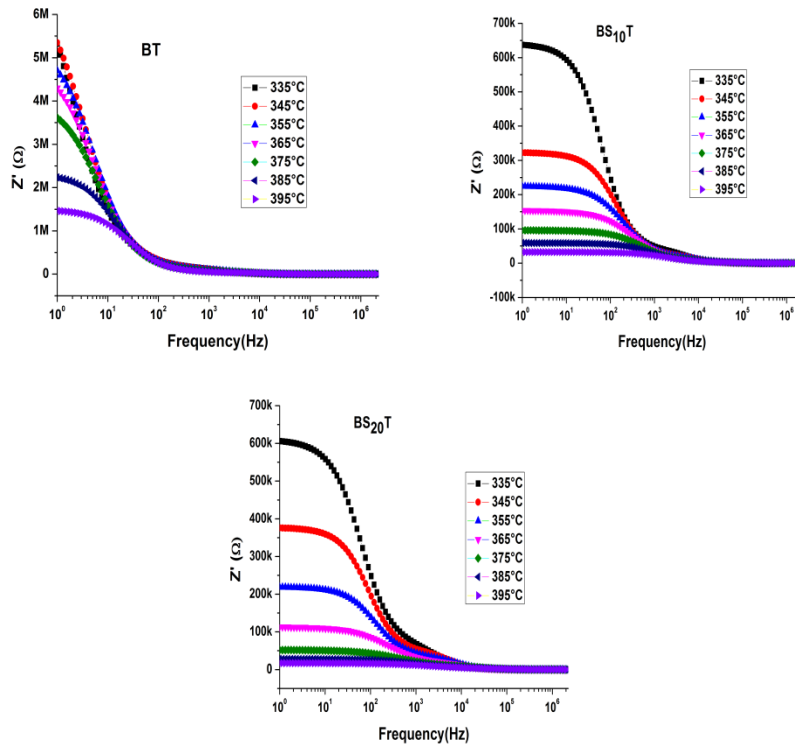 BT
6M
5M
4M
3M
2M
1M
0
Z' (Ω)
335°C
345°C
355°C
365°C
375°C
385°C
395°C
10⁰ 10¹ 10² 10³ 10⁴ 10⁵ 10⁶
Frequency(Hz)
BS₁₀T
700k
600k
500k
400k
300k
200k
100k
0
-100k
Z' (Ω)
335°C
345°C
355°C
365°C
375°C
385°C
395°C
10⁰ 10¹ 10² 10³ 10⁴ 10⁵ 10⁶
Frequency(Hz)
BS₂₀T
700k
600k
500k
400k
300k
200k
100k
0
Z' (Ω)
335°C
345°C
355°C
365°C
375°C
385°C
395°C
10⁰ 10¹ 10² 10³ 10⁴ 10⁵ 10⁶
Frequency(Hz)